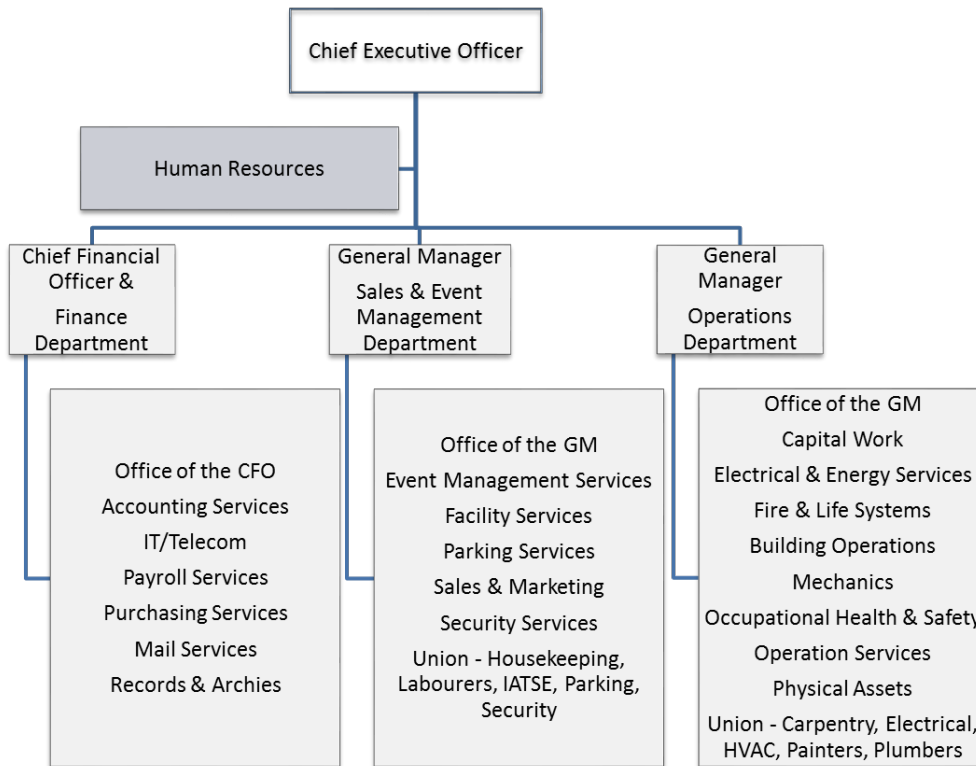 Chief Executive Officer
Human Resources
Chief Financial
Officer &
Finance
Department
General Manager
Sales & Event
Management
Department
General
Manager
Operations
Department
Office of the CFO
Accounting Services
IT/Telecom
Payroll Services
Purchasing Services
Mail Services
Records & Archies
Office of the GM
Event Management Services
Facility Services
Parking Services
Sales & Marketing
Security Services
Union - Housekeeping,
Labourers, IATSE, Parking,
Security
Office of the GM
Capital Work
Electrical & Energy Services
Fire & Life Systems
Building Operations
Mechanics
Occupational Health & Safety
Operation Services
Physical Assets
Union - Carpentry, Electrical,
HVAC, Painters, Plumbers